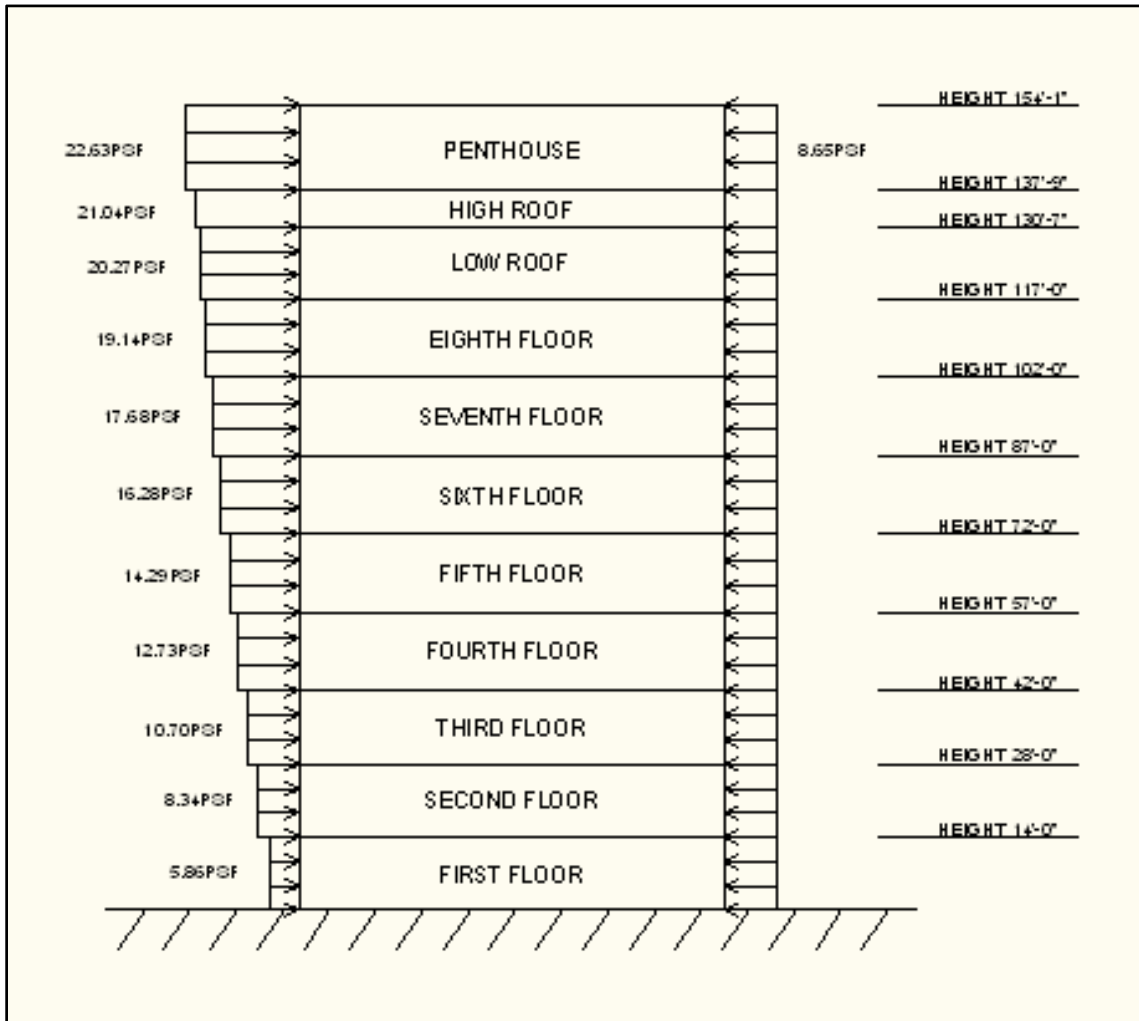 HEIGHT 154'-1"
22.63PSF PENTHOUSE 8.65PSF
HEIGHT 137'-9"
21.04PSF HIGH ROOF
HEIGHT 130'-7"
20.27PSF LOW ROOF
HEIGHT 117'-0"
19.14PSF EIGHTH FLOOR
HEIGHT 102'-0"
17.68PSF SEVENTH FLOOR
HEIGHT 87'-0"
16.28PSF SIXTH FLOOR
HEIGHT 72'-0"
14.29PSF FIFTH FLOOR
HEIGHT 57'-0"
12.73PSF FOURTH FLOOR
HEIGHT 42'-0"
10.70PSF THIRD FLOOR
HEIGHT 28'-0"
8.34PSF SECOND FLOOR
HEIGHT 14'-0"
5.86PSF FIRST FLOOR